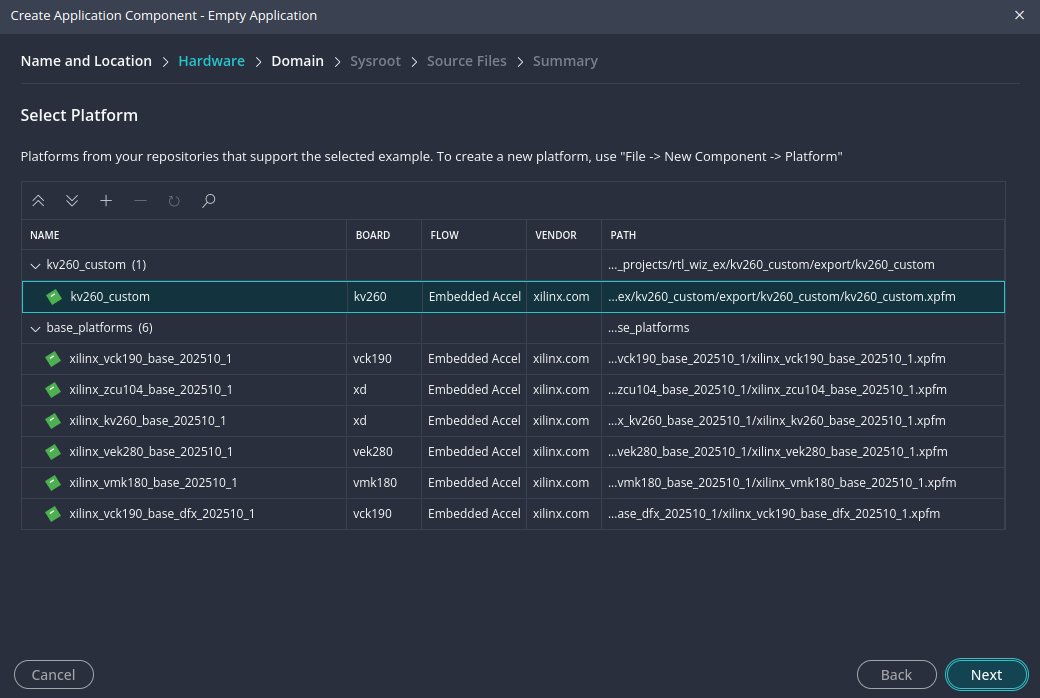 Create Application Component - Empty Application
Name and Location > Hardware > Domain > Sysroot > Source Files > Summary
Select Platform
Platforms from your repositories that support the selected example. To create a new platform, use "File -> New Component -> Platform"
NAME BOARD FLOW VENDOR PATH
kv260_custom (1) ..._projects/rtl_wiz_ex/kv260_custom/export/kv260_custom
kv260_custom kv260 Embedded Accel xilinx.com ...ex/kv260_custom/export/kv260_custom/kv260_custom.xpfm
base_platforms (6) ...se_platforms
xilinx_vck190_base_202510_1 vck190 Embedded Accel xilinx.com ...vck190_base_202510_1/xilinx_vck190_base_202510_1.xpfm
xilinx_zcu104_base_202510_1 xd Embedded Accel xilinx.com ...zcu104_base_202510_1/xilinx_zcu104_base_202510_1.xpfm
xilinx_kv260_base_202510_1 xd Embedded Accel xilinx.com ...x_kv260_base_202510_1/xilinx_kv260_base_202510_1.xpfm
xilinx_vek280_base_202510_1 vek280 Embedded Accel xilinx.com ...vek280_base_202510_1/xilinx_vek280_base_202510_1.xpfm
xilinx_vmk180_base_202510_1 vmk180 Embedded Accel xilinx.com ...vmk180_base_202510_1/xilinx_vmk180_base_202510_1.xpfm
xilinx_vck190_base_dfx_202510_1 vck190 Embedded Accel xilinx.com ...ase_dfx_202510_1/xilinx_vck190_base_dfx_202510_1.xpfm
Cancel Back Next